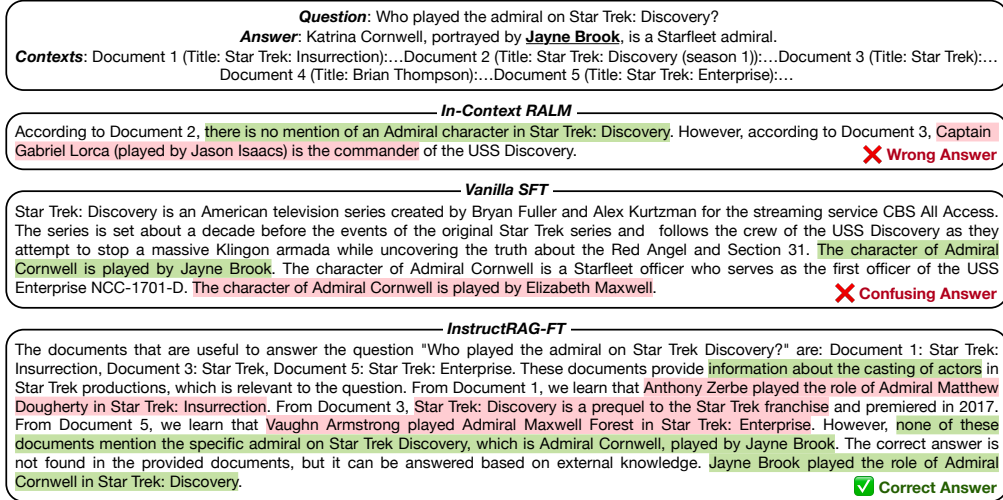 Question: Who played the admiral on Star Trek: Discovery?
Answer: Katrina Cornwell, portrayed by Jayne Brook, is a Starfleet admiral.
Contexts: Document 1 (Title: Star Trek: Insurrection):…Document 2 (Title: Star Trek: Discovery (season 1)):…Document 3 (Title: Star Trek):…
Document 4 (Title: Brian Thompson):…Document 5 (Title: Star Trek: Enterprise):…
In-Context RALM
According to Document 2, there is no mention of an Admiral character in Star Trek: Discovery. However, according to Document 3, Captain
Gabriel Lorca (played by Jason Isaacs) is the commander of the USS Discovery.
❌ Wrong Answer
Vanilla SFT
Star Trek: Discovery is an American television series created by Bryan Fuller and Alex Kurtzman for the streaming service CBS All Access.
The series is set about a decade before the events of the original Star Trek series and follows the crew of the USS Discovery as they
attempt to stop a massive Klingon armada while uncovering the truth about the Red Angel and Section 31. The character of Admiral
Cornwell is played by Jayne Brook. The character of Admiral Cornwell is a Starfleet officer who serves as the first officer of the USS
Enterprise NCC-1701-D. The character of Admiral Cornwell is played by Elizabeth Maxwell.
❌ Confusing Answer
InstructRAG-FT
The documents that are useful to answer the question "Who played the admiral on Star Trek Discovery?" are: Document 1: Star Trek:
Insurrection, Document 3: Star Trek, Document 5: Star Trek: Enterprise. These documents provide information about the casting of actors in
Star Trek productions, which is relevant to the question. From Document 1, we learn that Anthony Zerbe played the role of Admiral Matthew
Dougherty in Star Trek: Insurrection. From Document 3, Star Trek: Discovery is a prequel to the Star Trek franchise and premiered in 2017.
From Document 5, we learn that Vaughn Armstrong played Admiral Maxwell Forest in Star Trek: Enterprise. However, none of these
documents mention the specific admiral on Star Trek Discovery, which is Admiral Cornwell, played by Jayne Brook. The correct answer is
not found in the provided documents, but it can be answered based on external knowledge. Jayne Brook played the role of Admiral
Cornwell in Star Trek: Discovery.
✅ Correct Answer